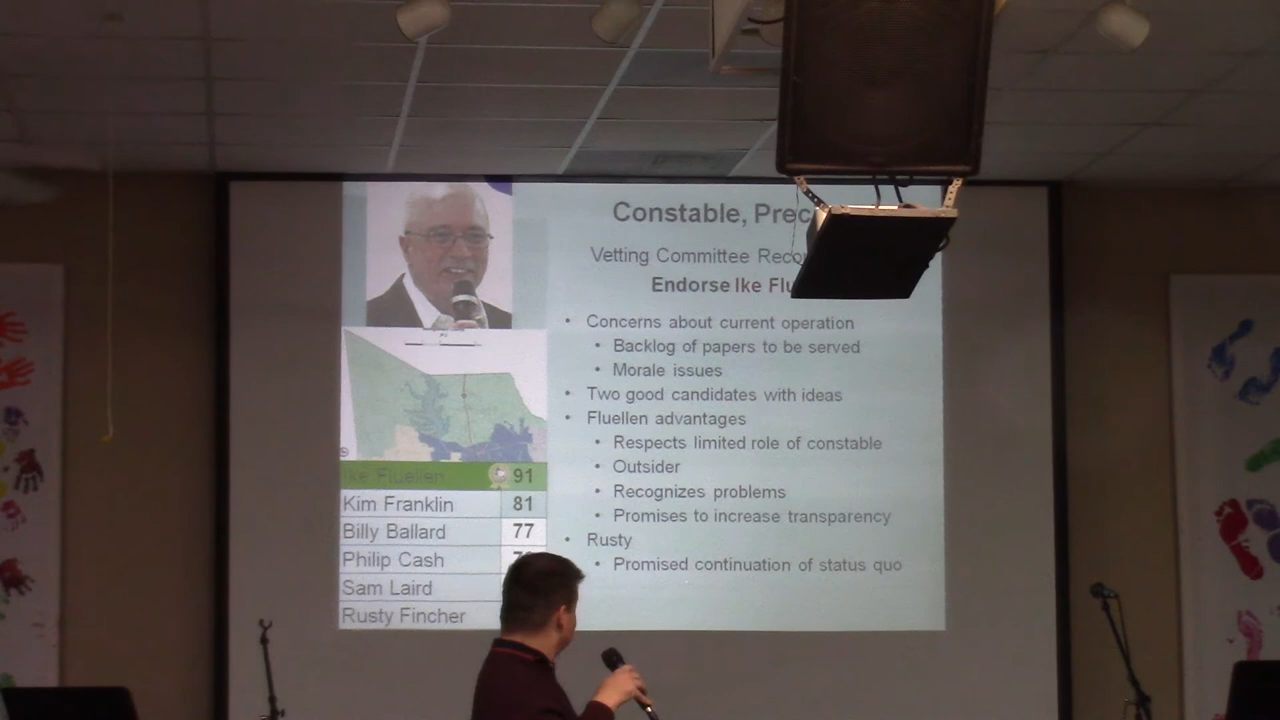 Constable, Prec
Vetting Committee Reco
Endorse Ike Flu
• Concerns about current operation
• Backlog of papers to be served
• Morale issues
• Two good candidates with ideas
• Fluellen advantages
• Respects limited role of constable
• Outsider
• Recognizes problems
• Promises to increase transparency
• Rusty
• Promised continuation of status quo
Ike Fluellen 91
Kim Franklin 81
Billy Ballard 77
Philip Cash
Sam Laird
Rusty Fincher